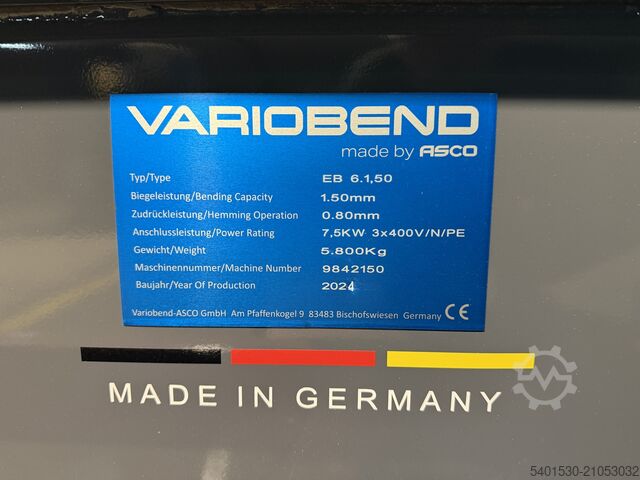 VARIOBEND
made by ASCO
Typ/Type EB 6.1,50
Biegeleistung/Bending Capacity 1.50mm
Zudrückleistung/Hemming Operation 0.80mm
Anschlussleistung/Power Rating 7,5KW 3x400V/N/PE
Gewicht/Weight 5.800Kg
Maschinennummer/Machine Number 9842150
Baujahr/Year Of Production 2024
Variobend-ASCO GmbH Am Pfaffenkogel 9 83483 Bischofswiesen Germany CE
MADE IN GERMANY
5401530-21053032